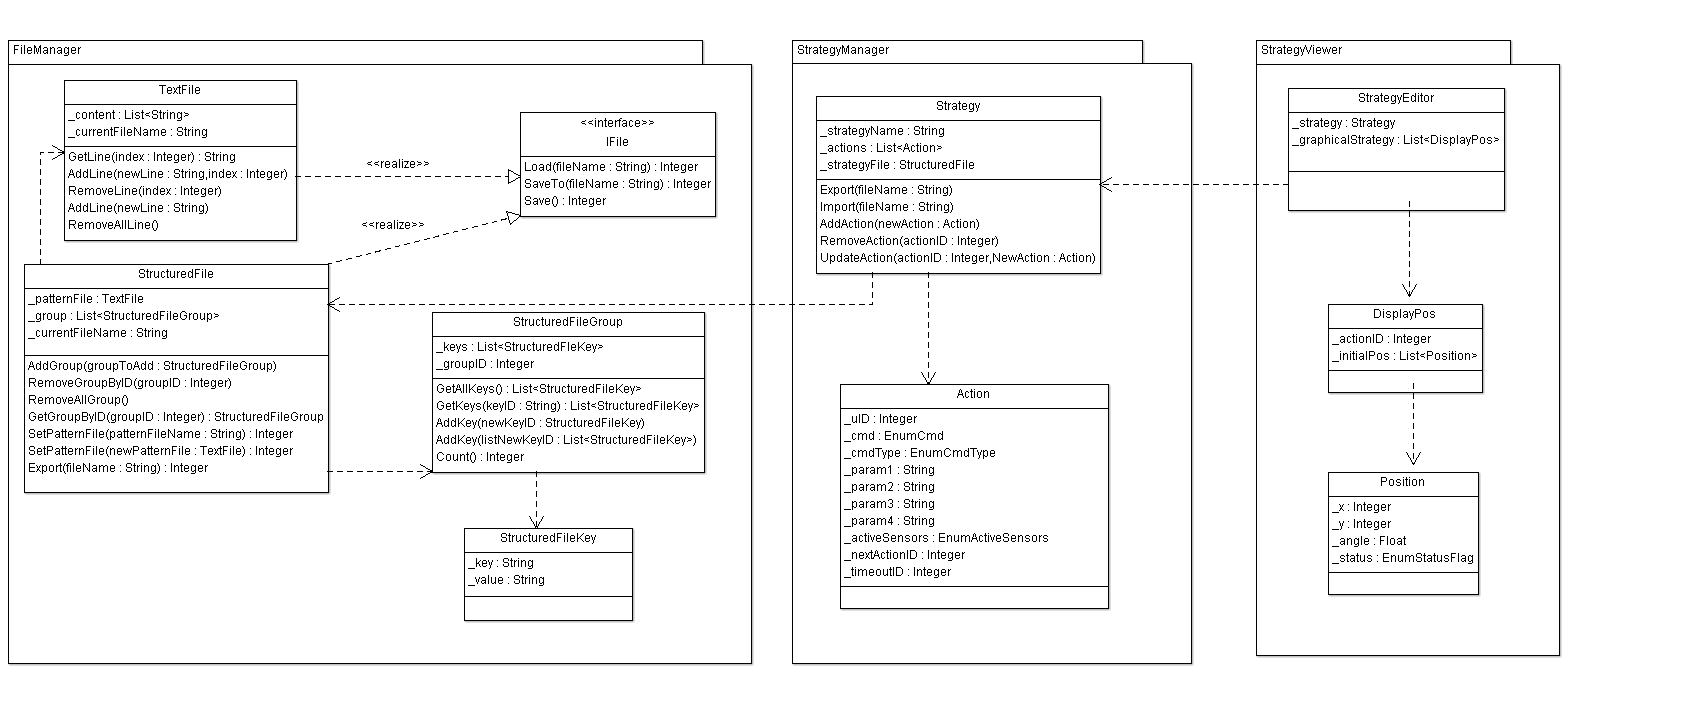 FileManager
TextFile
_content : List<String>
_currentFileName : String
GetLine(index : Integer) : String
AddLine(newLine : String,index : Integer)
RemoveLine(index : Integer)
AddLine(newLine : String)
RemoveAllLine()
<<realize>>
<<realize>>
<<interface>>
IFile
Load(fileName : String) : Integer
SaveTo(fileName : String) : Integer
Save() : Integer
StructuredFile
_patternFile : TextFile
_group : List<StructuredFileGroup>
_currentFileName : String
AddGroup(groupToAdd : StructuredFileGroup)
RemoveGroupByID(groupID : Integer)
RemoveAllGroup()
GetGroupByID(groupID : Integer) : StructuredFileGroup
SetPatternFile(patternFileName : String) : Integer
SetPatternFile(newPatternFile : TextFile) : Integer
Export(fileName : String) : Integer
StructuredFileGroup
_keys : List<StructuredFleKey>
_groupID : Integer
GetAllKeys() : List<StructuredFileKey>
GetKeys(keyID : String) : List<StructuredFileKey>
AddKey(newKeyID : StructuredFileKey)
AddKey(listNewKeyID : List<StructuredFileKey>)
Count() : Integer
StructuredFileKey
_key : String
_value : String
StrategyManager
Strategy
_strategyName : String
_actions : List<Action>
_strategyFile : StructuredFile
Export(fileName : String)
Import(fileName : String)
AddAction(newAction : Action)
RemoveAction(actionID : Integer)
UpdateAction(actionID : Integer,NewAction : Action)
Action
_uID : Integer
_cmd : EnumCmd
_cmdType : EnumCmdType
_param1 : String
_param2 : String
_param3 : String
_param4 : String
_activeSensors : EnumActiveSensors
_nextActionID : Integer
_timeoutID : Integer
StrategyViewer
StrategyEditor
_strategy : Strategy
_graphicalStrategy : List<DisplayPos>
DisplayPos
_actionID : Integer
_initialPos : List<Position>
Position
_x : Integer
_y : Integer
_angle : Float
_status : EnumStatusFlag